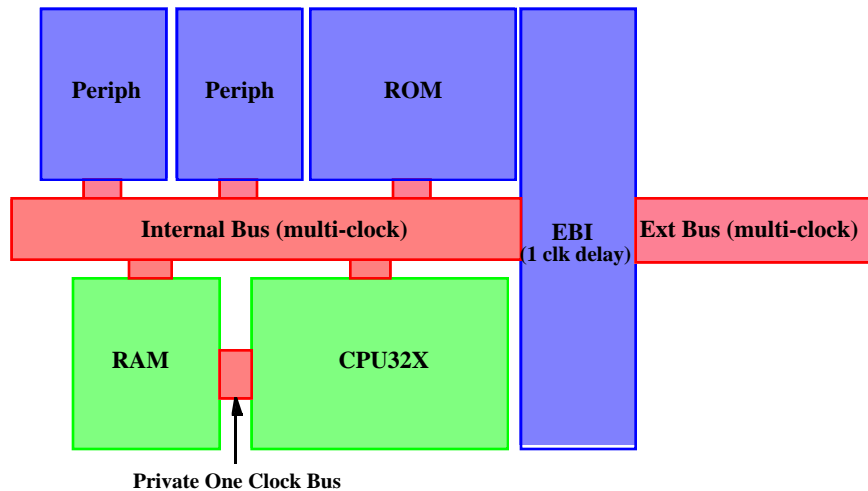 Periph
Periph
ROM
Internal Bus (multi-clock)
EBI
(1 clk delay)
Ext Bus (multi-clock)
RAM
CPU32X
Private One Clock Bus